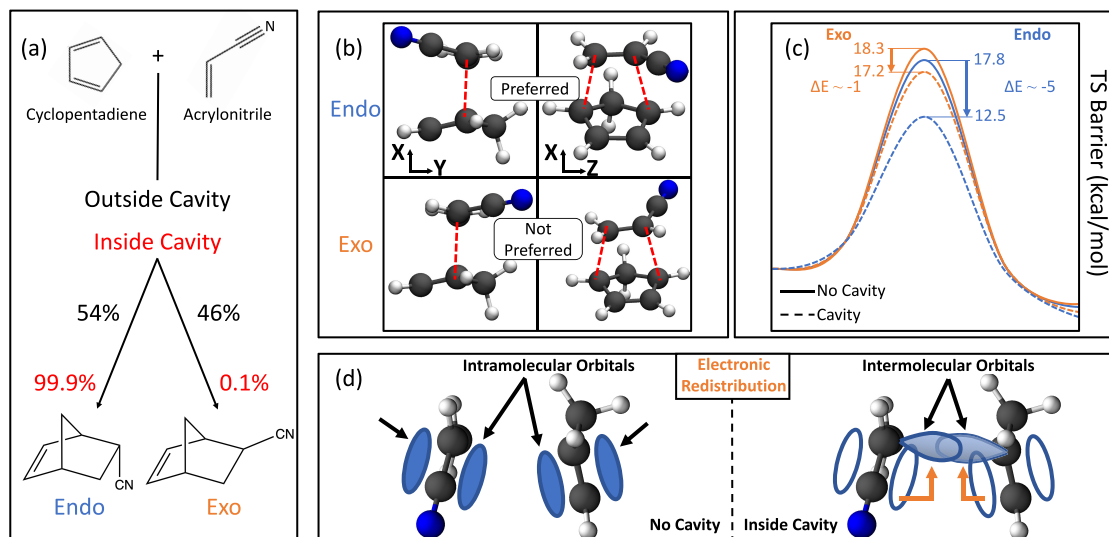 (a)
N
+
Cyclopentadiene
Acrylonitrile
Outside Cavity
Inside Cavity
54%
46%
99.9%
0.1%
CN
CN
Endo
Exo
(b)
Endo
Preferred
X
Y
X
Z
Exo
Not
Preferred
(c)
Exo
Endo
18.3
17.8
17.2
ΔE ~ -1
ΔE ~ -5
12.5
No Cavity
Cavity
TS Barrier (kcal/mol)
(d)
Intramolecular Orbitals
Electronic
Redistribution
Intermolecular Orbitals
No Cavity
Inside Cavity